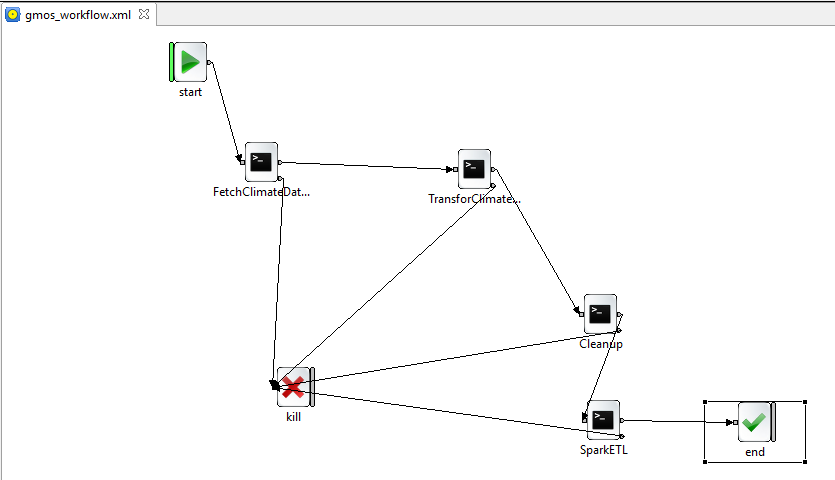 gmos_workflow.xml
start
FetchClimateDat...
TransforClimate...
Cleanup
kill
SparkETL
end